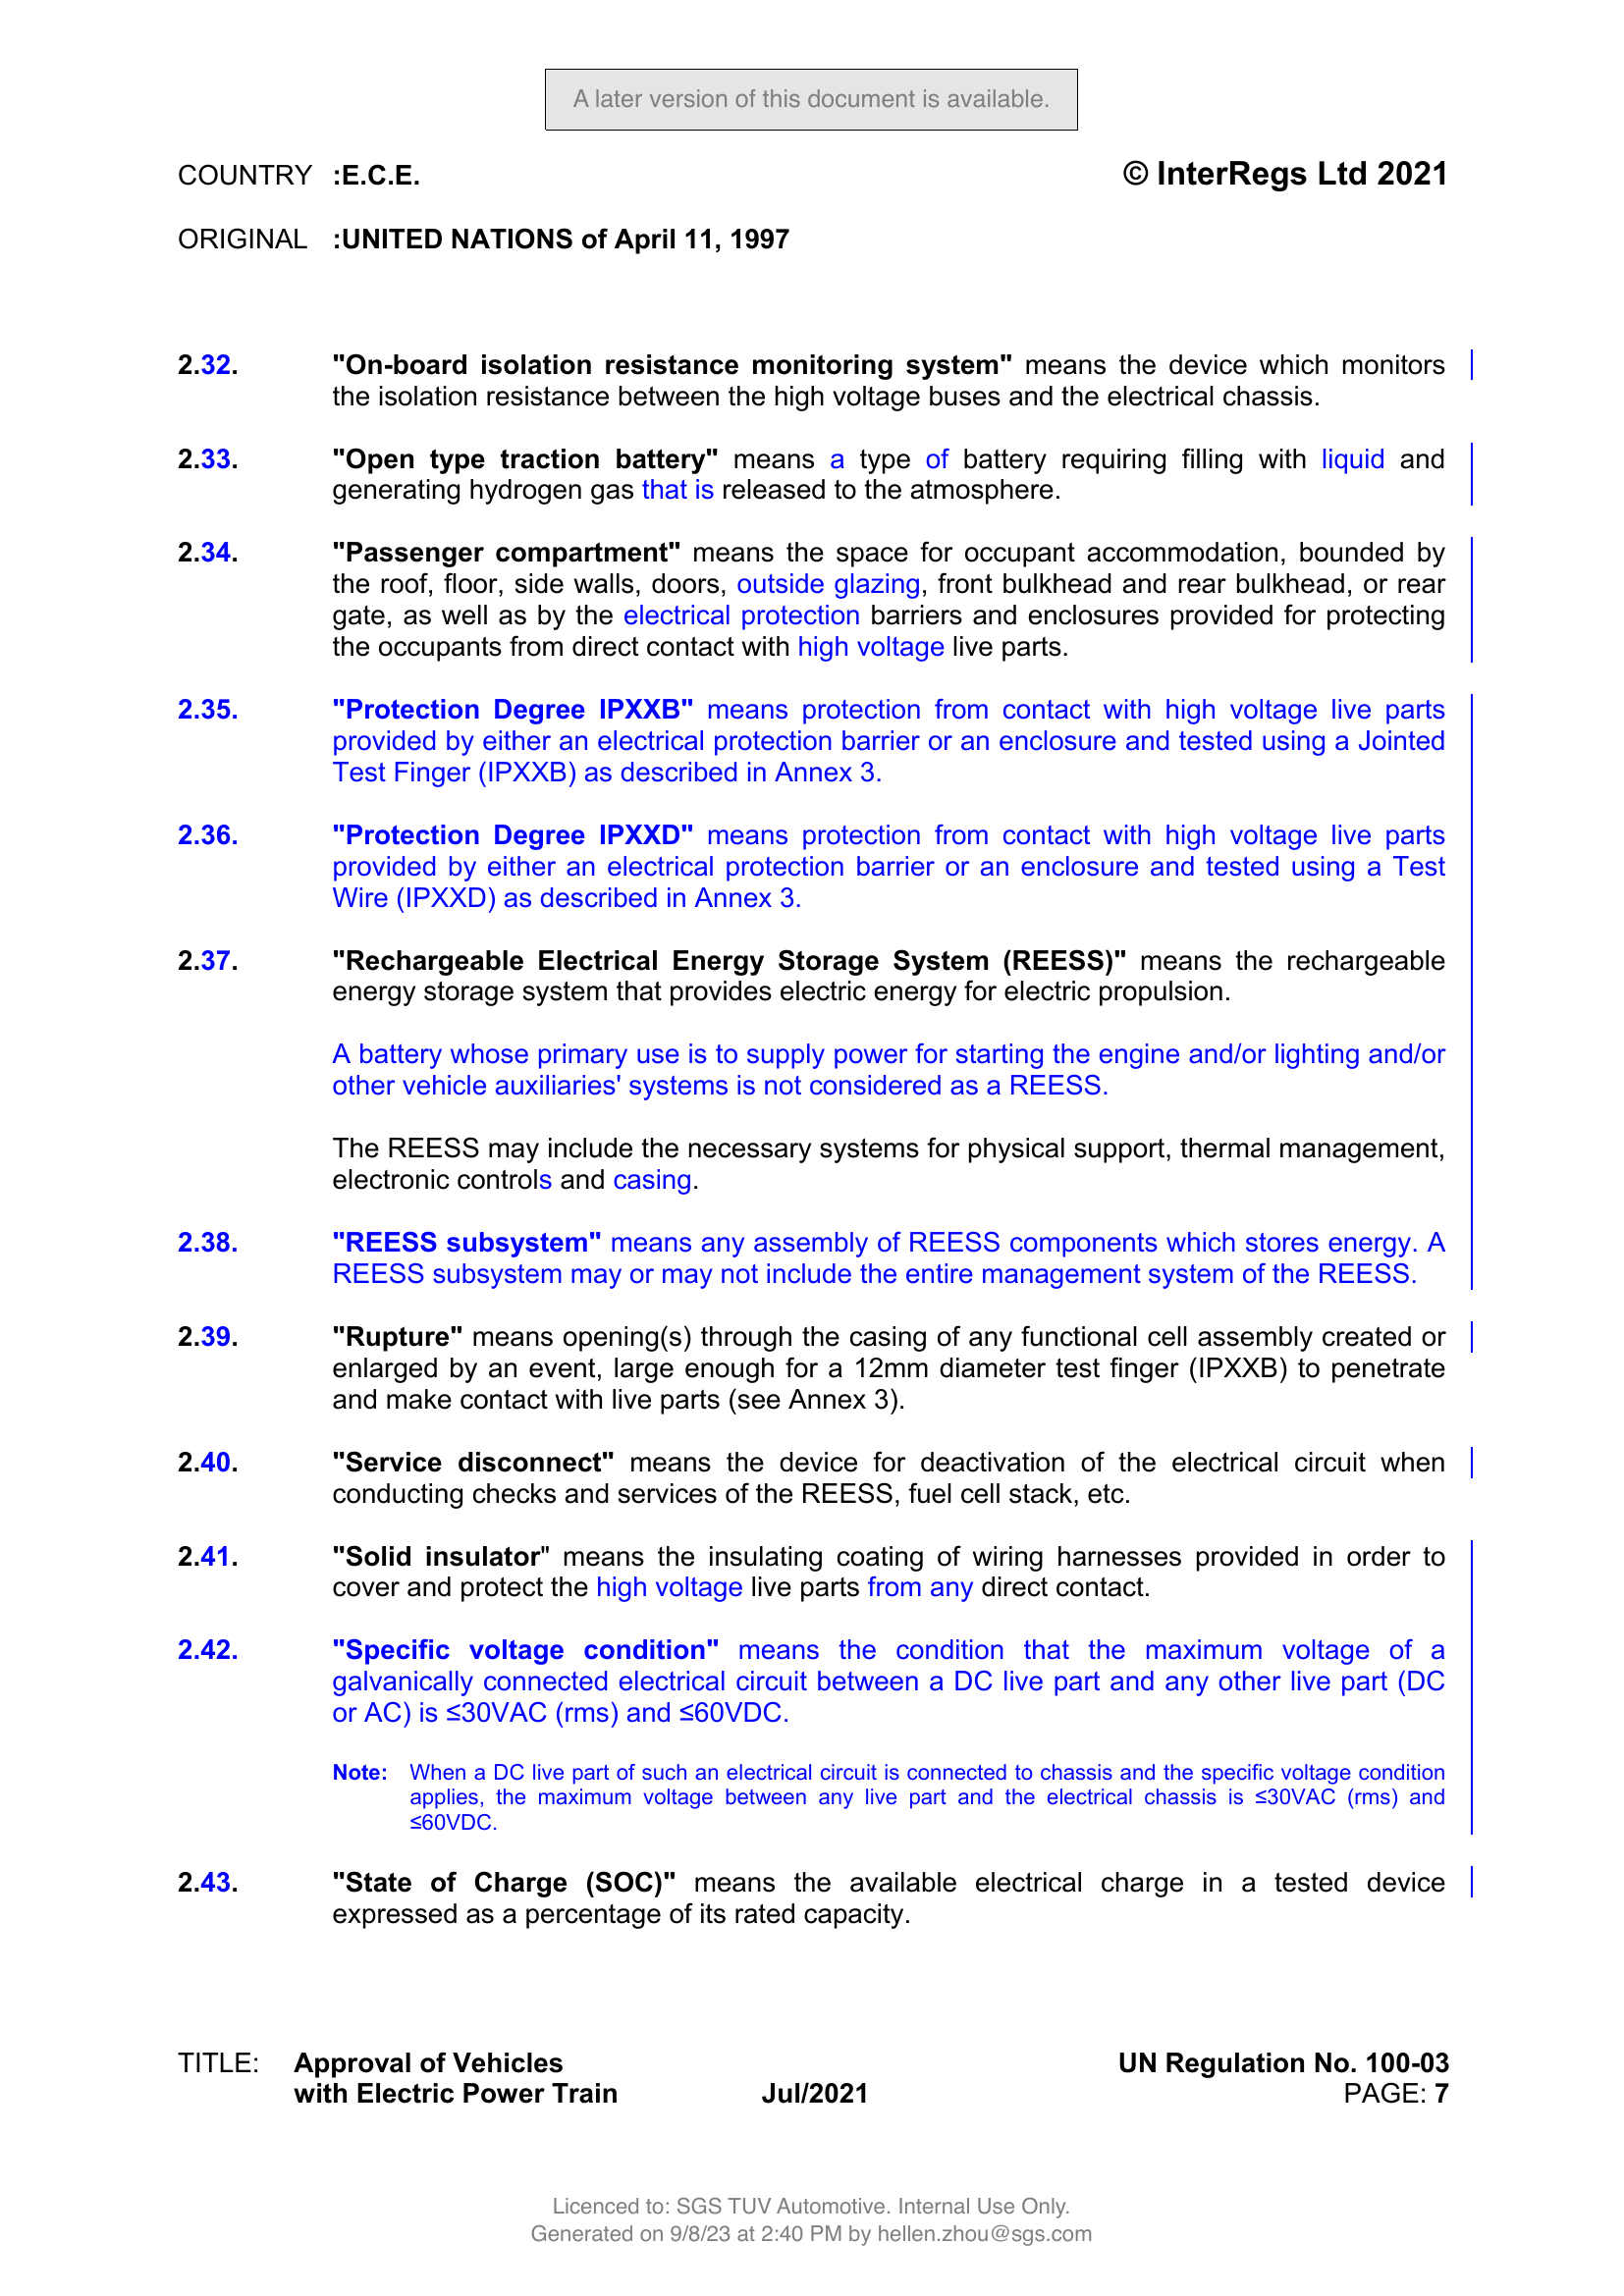 A later version of this document is available.
COUNTRY :E.C.E. © InterRegs Ltd 2021
ORIGINAL :UNITED NATIONS of April 11, 1997
2.32. "On-board isolation resistance monitoring system" means the device which monitors
the isolation resistance between the high voltage buses and the electrical chassis.
2.33. "Open type traction battery" means a type of battery requiring filling with liquid and
generating hydrogen gas that is released to the atmosphere.
2.34. "Passenger compartment" means the space for occupant accommodation, bounded by
the roof, floor, side walls, doors, outside glazing, front bulkhead and rear bulkhead, or rear
gate, as well as by the electrical protection barriers and enclosures provided for protecting
the occupants from direct contact with high voltage live parts.
2.35. "Protection Degree IPXXB" means protection from contact with high voltage live parts
provided by either an electrical protection barrier or an enclosure and tested using a Jointed
Test Finger (IPXXB) as described in Annex 3.
2.36. "Protection Degree IPXXD" means protection from contact with high voltage live parts
provided by either an electrical protection barrier or an enclosure and tested using a Test
Wire (IPXXD) as described in Annex 3.
2.37. "Rechargeable Electrical Energy Storage System (REESS)" means the rechargeable
energy storage system that provides electric energy for electric propulsion.
A battery whose primary use is to supply power for starting the engine and/or lighting and/or
other vehicle auxiliaries' systems is not considered as a REESS.
The REESS may include the necessary systems for physical support, thermal management,
electronic controls and casing.
2.38. "REESS subsystem" means any assembly of REESS components which stores energy. A
REESS subsystem may or may not include the entire management system of the REESS.
2.39. "Rupture" means opening(s) through the casing of any functional cell assembly created or
enlarged by an event, large enough for a 12mm diameter test finger (IPXXB) to penetrate
and make contact with live parts (see Annex 3).
2.40. "Service disconnect" means the device for deactivation of the electrical circuit when
conducting checks and services of the REESS, fuel cell stack, etc.
2.41. "Solid insulator" means the insulating coating of wiring harnesses provided in order to
cover and protect the high voltage live parts from any direct contact.
2.42. "Specific voltage condition" means the condition that the maximum voltage of a
galvanically connected electrical circuit between a DC live part and any other live part (DC
or AC) is ≤30VAC (rms) and ≤60VDC.
Note: When a DC live part of such an electrical circuit is connected to chassis and the specific voltage condition
applies, the maximum voltage between any live part and the electrical chassis is ≤30VAC (rms) and
≤60VDC.
2.43. "State of Charge (SOC)" means the available electrical charge in a tested device
expressed as a percentage of its rated capacity.
TITLE: Approval of Vehicles UN Regulation No. 100-03
with Electric Power Train Jul/2021 PAGE: 7
Licenced to: SGS TUV Automotive. Internal Use Only.
Generated on 9/8/23 at 2:40 PM by hellen.zhou@sgs.com